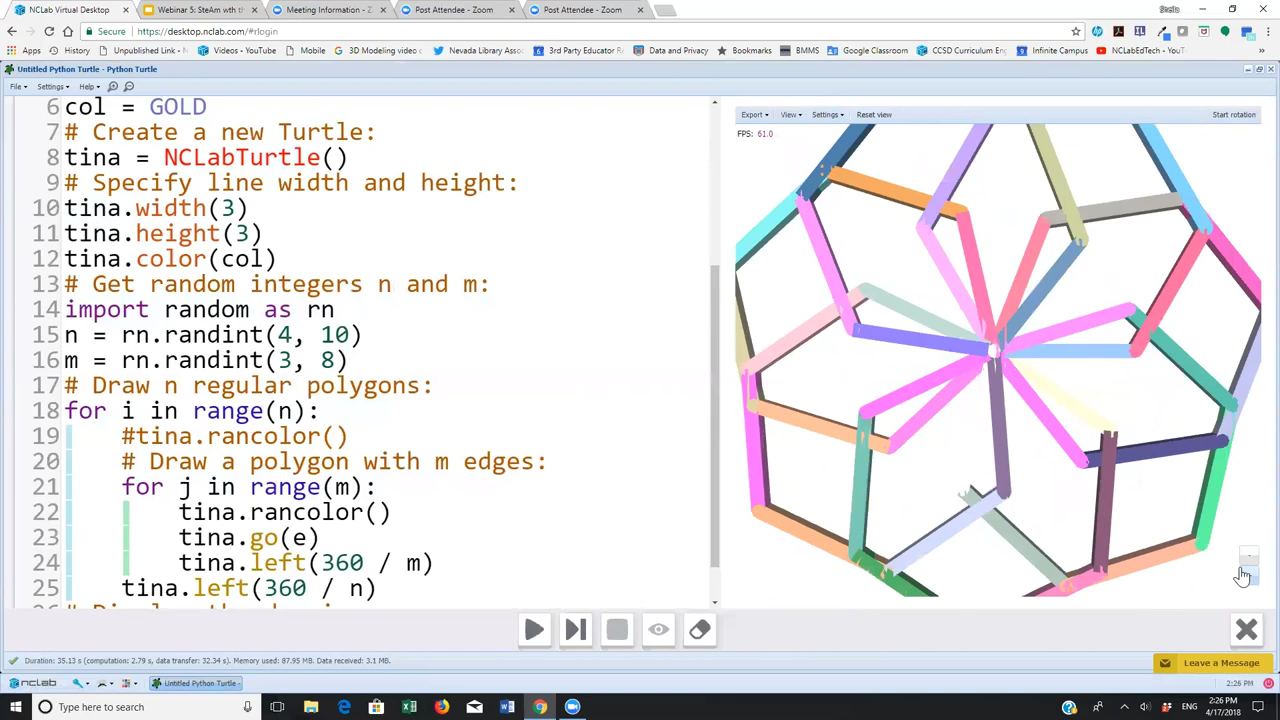 NCLab Virtual Desktop
Webinar 5: SteAm wth t
Meeting Information - Z
Post Attendee - Zoom
Post Attendee - Zoom
Secure
https://desktop.nclab.com/#rlogin
Apps
History
Unpublished Link -
Videos - YouTube
Mobile
3D Modeling video -
Nevada Library Assoc
3rd Party Educator R
Data and Privacy
Bookmarks
BMMS
Google Classroom
CCSD Curriculum Eng
Infinite Campus
NCLabEdTech - YouT
Untitled Python Turtle - Python Turtle
File
Settings
Help
6 col = GOLD
7 # Create a new Turtle:
8 tina = NCLabTurtle()
9 # Specify line width and height:
10 tina.width(3)
11 tina.height(3)
12 tina.color(col)
13 # Get random integers n and m:
14 import random as rn
15 n = rn.randint(4, 10)
16 m = rn.randint(3, 8)
17 # Draw n regular polygons:
18 for i in range(n):
19 #tina.rancolor()
20 # Draw a polygon with m edges:
21 for j in range(m):
22 tina.rancolor()
23 tina.go(e)
24 tina.left(360 / m)
25 tina.left(360 / n)
Export
View
Settings
Reset view
Start rotation
FPS: 61.0
Duration: 35.13 s (computation: 2.79 s, data transfer: 32.34 s). Memory used: 87.95 MB. Data received: 3.1 MB.
Leave a Message
nclab
Untitled Python Turtle -
2:26 PM
Type here to search
2:26 PM
4/17/2018